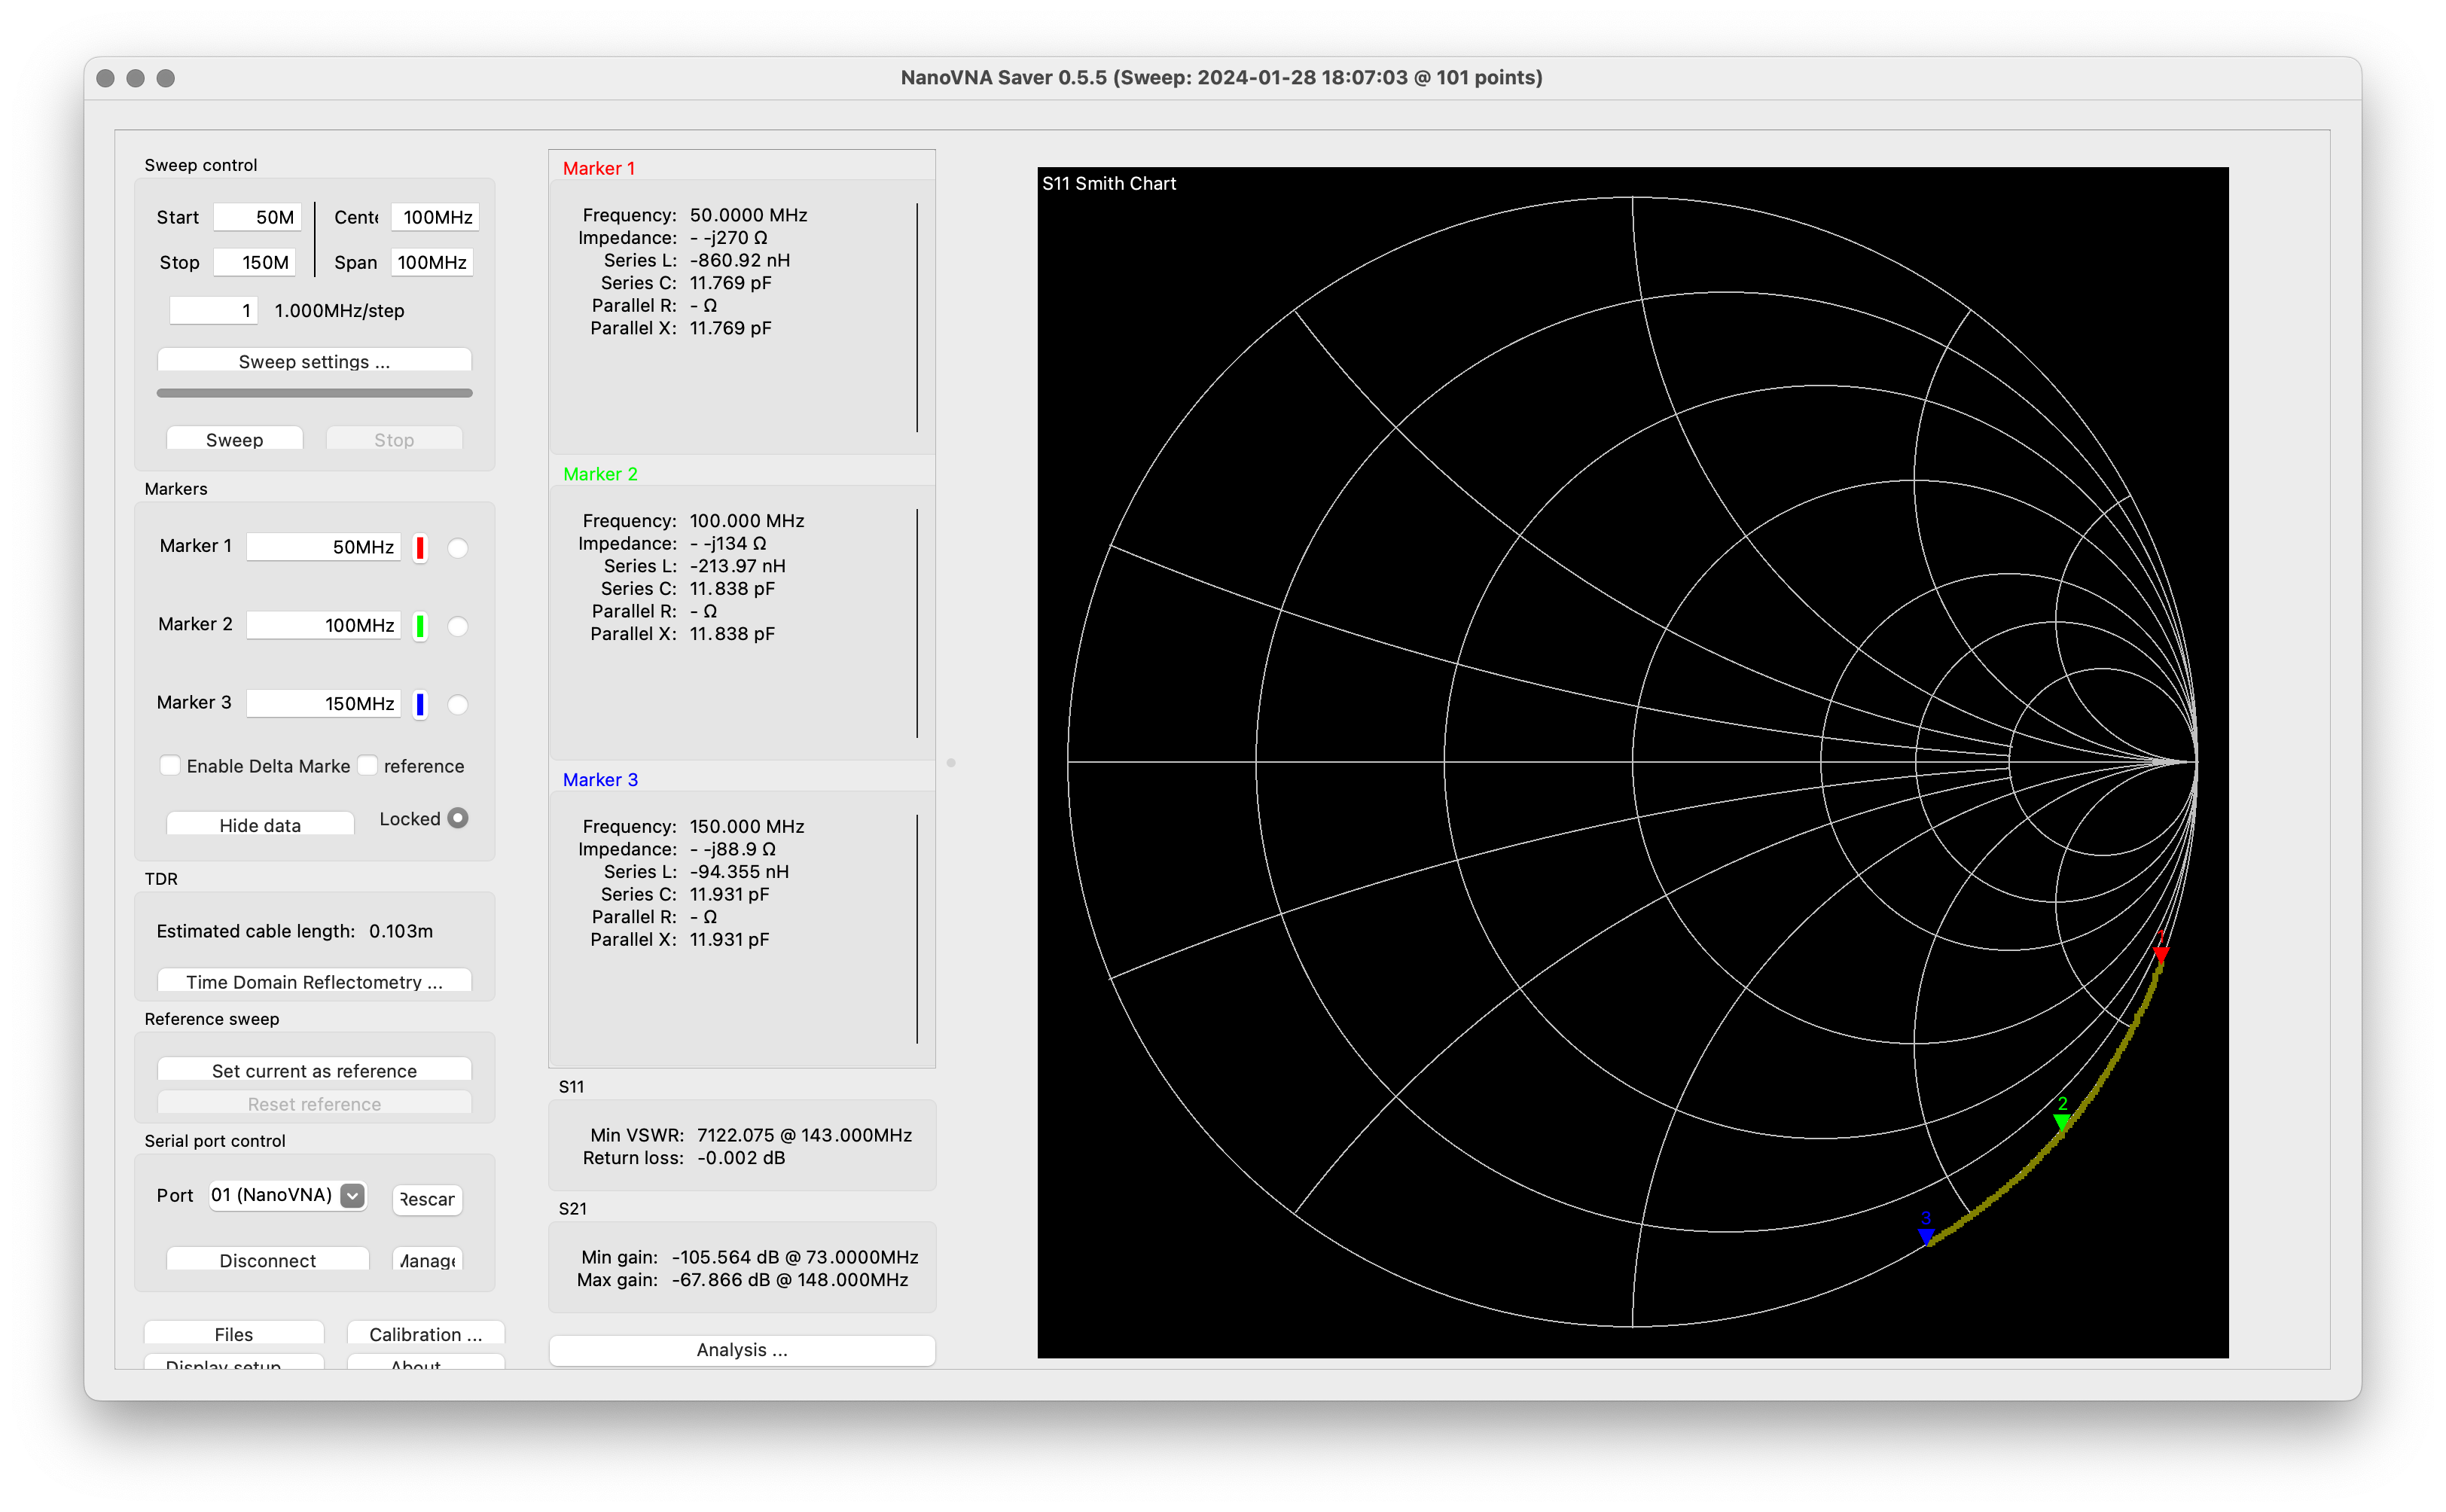 NanoVNA Saver 0.5.5 (Sweep: 2024-01-28 18:07:03 @ 101 points)
Sweep control
Start 50M Cente 100MHz
Stop 150M Span 100MHz
1 1.000MHz/step
Sweep settings ...
Sweep Stop
Markers
Marker 1 50MHz
Marker 2 100MHz
Marker 3 150MHz
Enable Delta Marke reference
Hide data Locked
TDR
Estimated cable length: 0.103m
Time Domain Reflectometry ...
Reference sweep
Set current as reference
Reset reference
Serial port control
Port 01 (NanoVNA) Rescan
Disconnect Manage
Files Calibration ...
Display setup ... About ...
Marker 1
Frequency: 50.0000 MHz
Impedance: - -j270 Ω
Series L: -860.92 nH
Series C: 11.769 pF
Parallel R: - Ω
Parallel X: 11.769 pF
Marker 2
Frequency: 100.000 MHz
Impedance: - -j134 Ω
Series L: -213.97 nH
Series C: 11.838 pF
Parallel R: - Ω
Parallel X: 11.838 pF
Marker 3
Frequency: 150.000 MHz
Impedance: - -j88.9 Ω
Series L: -94.355 nH
Series C: 11.931 pF
Parallel R: - Ω
Parallel X: 11.931 pF
S11
Min VSWR: 7122.075 @ 143.000MHz
Return loss: -0.002 dB
S21
Min gain: -105.564 dB @ 73.0000MHz
Max gain: -67.866 dB @ 148.000MHz
Analysis ...
S11 Smith Chart
1
2
3